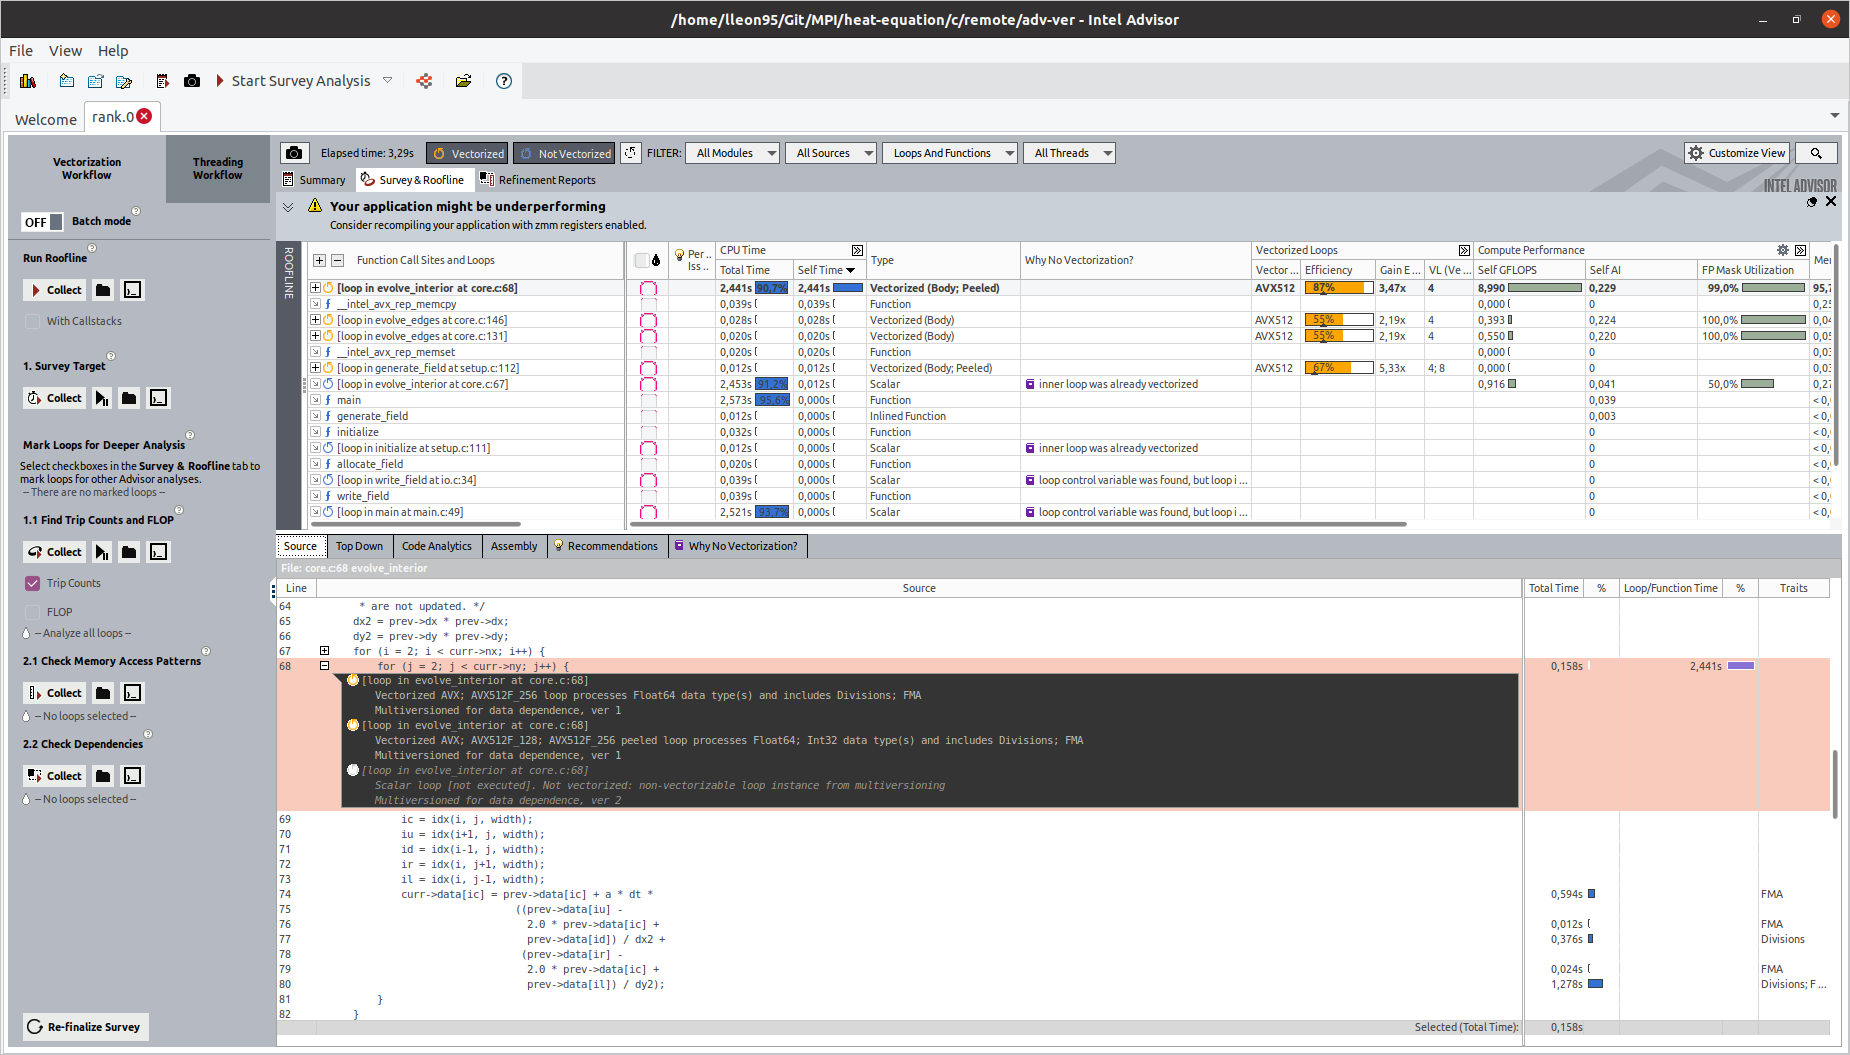 /home/lleon95/Git/MPI/heat-equation/c/remote/adv-ver - Intel Advisor
File View Help
Start Survey Analysis
Welcome rank.0
Vectorization Workflow
Threading Workflow
OFF Batch mode
Run Roofline
Collect
With Callstacks
1. Survey Target
Collect
Mark Loops for Deeper Analysis
Select checkboxes in the Survey & Roofline tab to
mark loops for other Advisor analyses.
-- There are no marked loops --
1.1 Find Trip Counts and FLOP
Collect
Trip Counts
FLOP
-- Analyze all loops --
2.1 Check Memory Access Patterns
Collect
-- No loops selected --
2.2 Check Dependencies
Collect
-- No loops selected --
Re-finalize Survey
Elapsed time: 3,29s Vectorized Not Vectorized FILTER: All Modules All Sources Loops And Functions All Threads Customize View
Summary Survey & Roofline Refinement Reports INTEL ADVISOR
Your application might be underperforming
Consider recompiling your application with zmm registers enabled.
ROOFLINE
Function Call Sites and Loops Per .. Iss .. CPU Time Type Why No Vectorization? Vectorized Loops Compute Performance
Total Time Self Time Vector ... Efficiency Gain E... VL (Ve ... Self GFLOPS Self AI FP Mask Utilization
[loop in evolve_interior at core.c:68] 2,441s 90,7% 2,441s Vectorized (Body; Peeled) AVX512 87% 3,47x 4 8,990 0,229 99,0% 95,
__intel_avx_rep_memcpy 0,039s 0,039s Function 0,000 0
[loop in evolve_edges at core.c:146] 0,028s 0,028s Vectorized (Body) AVX512 55% 2,19x 4 0,393 0,224 100,0%
[loop in evolve_edges at core.c:131] 0,020s 0,020s Vectorized (Body) AVX512 55% 2,19x 4 0,550 0,220 100,0%
__intel_avx_rep_memset 0,020s 0,020s Function 0,000 0
[loop in generate_field at setup.c:112] 0,012s 0,012s Vectorized (Body; Peeled) AVX512 67% 5,33x 4; 8 0,000 0
[loop in evolve_interior at core.c:67] 2,453s 91,2% 0,012s Scalar inner loop was already vectorized 0,916 0,041 50,0%
main 2,573s 95,6% 0,000s Function 0,039 < 0,
generate_field 0,012s 0,000s Inlined Function 0,003 < 0,
initialize 0,032s 0,000s Function 0 < 0,
[loop in initialize at setup.c:111] 0,012s 0,000s Scalar inner loop was already vectorized 0 < 0,
allocate_field 0,020s 0,000s Function 0 < 0,
[loop in write_field at io.c:34] 0,039s 0,000s Scalar loop control variable was found, but loop i ... 0 < 0,
write_field 0,039s 0,000s Function 0 < 0,
[loop in main at main.c:49] 2,521s 93,7% 0,000s Scalar loop control variable was found, but loop i ... 0 < 0,
Source Top Down Code Analytics Assembly Recommendations Why No Vectorization?
File: core.c:68 evolve_interior
Line Source Total Time % Loop/Function Time % Traits
64 * are not updated. */
65 dx2 = prev->dx * prev->dx;
66 dy2 = prev->dy * prev->dy;
67 for (i = 2; i < curr->nx; i++) {
68 for (j = 2; j < curr->ny; j++) { 0,158s 2,441s
[loop in evolve_interior at core.c:68]
Vectorized AVX; AVX512F_256 loop processes Float64 data type(s) and includes Divisions; FMA
Multiversioned for data dependence, ver 1
[loop in evolve_interior at core.c:68]
Vectorized AVX; AVX512F_128; AVX512F_256 peeled loop processes Float64; Int32 data type(s) and includes Divisions; FMA
Multiversioned for data dependence, ver 1
[loop in evolve_interior at core.c:68]
Scalar loop [not executed]. Not vectorized: non-vectorizable loop instance from multiversioning
Multiversioned for data dependence, ver 2
69 ic = idx(i, j, width);
70 iu = idx(i+1, j, width);
71 id = idx(i-1, j, width);
72 ir = idx(i, j+1, width);
73 il = idx(i, j-1, width);
74 curr->data[ic] = prev->data[ic] + a * dt * 0,594s FMA
75 ((prev->data[iu] -
76 2.0 * prev->data[ic] + 0,012s FMA
77 prev->data[id]) / dx2 + 0,376s Divisions
78 (prev->data[ir] -
79 2.0 * prev->data[ic] + 0,024s FMA
80 prev->data[il]) / dy2); 1,278s Divisions; F ...
81 }
82 }
Selected (Total Time): 0,158s